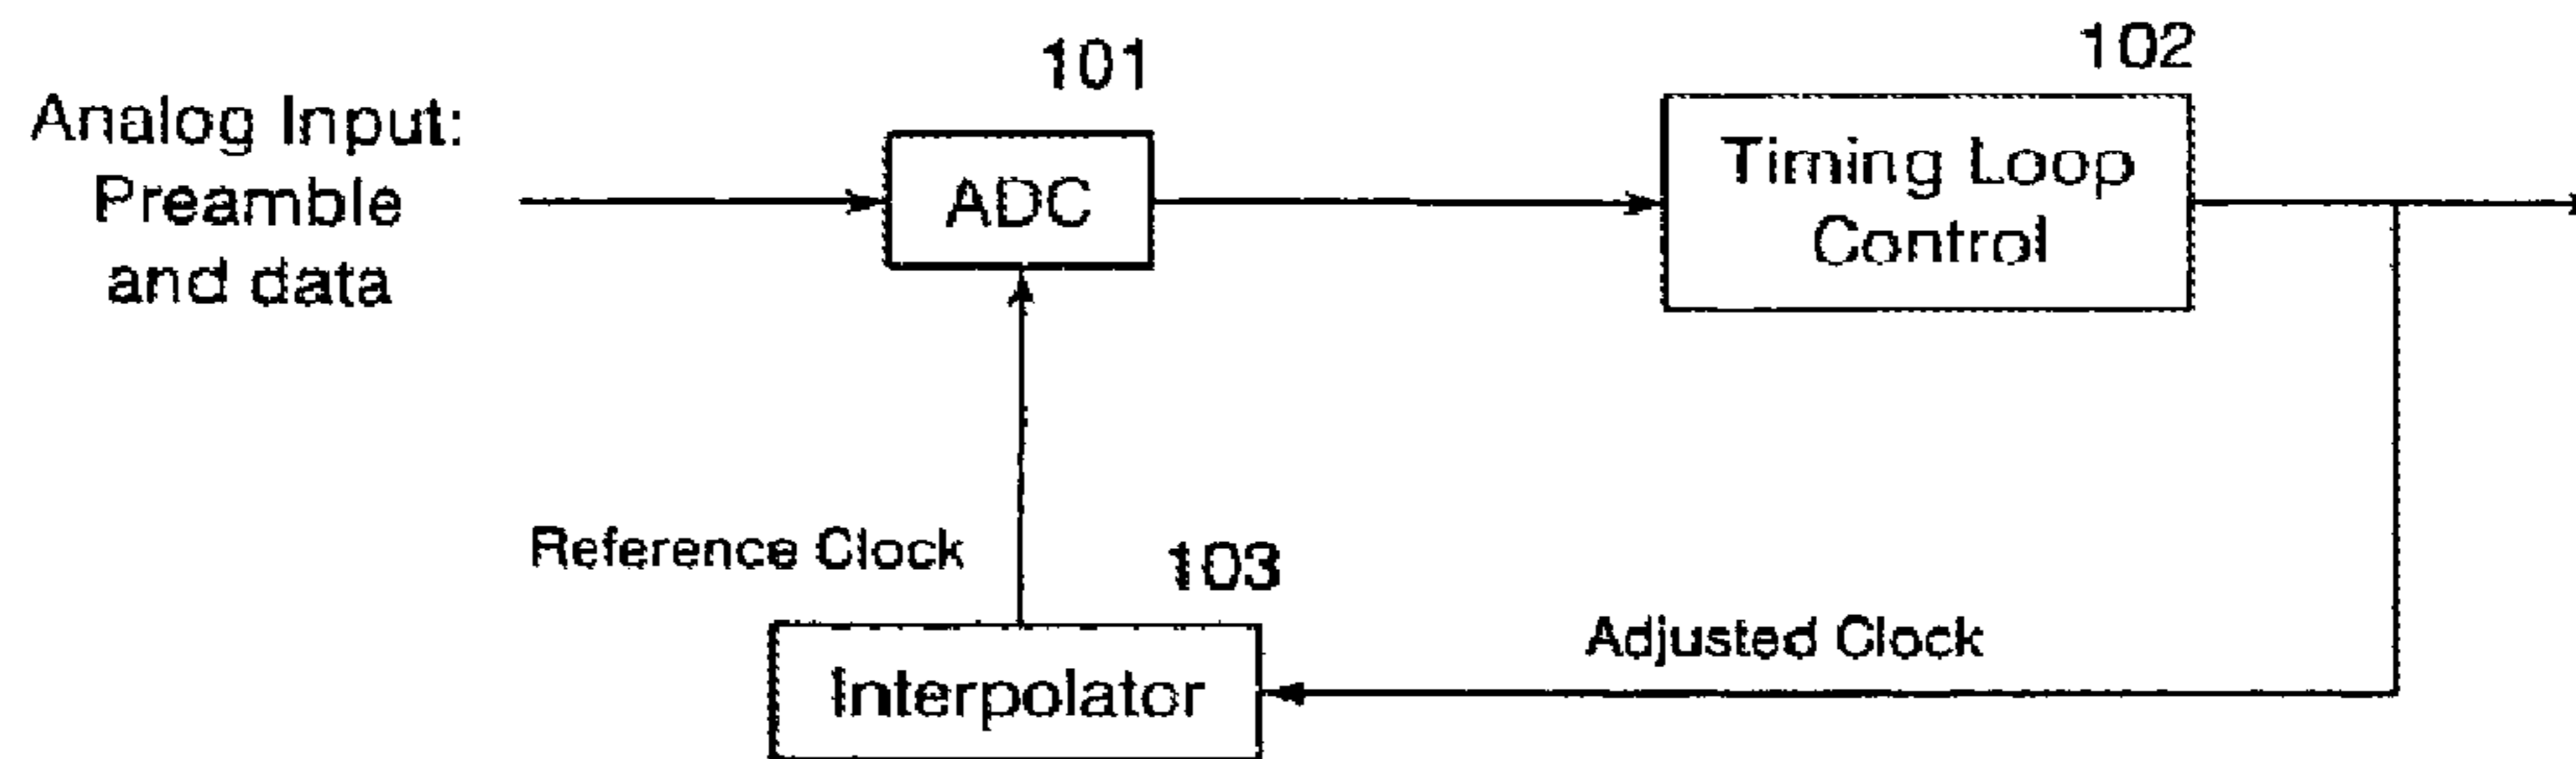 101
102
Analog Input:
Preamble
and data
ADC
Timing Loop
Control
Reference Clock
103
Adjusted Clock
Interpolator